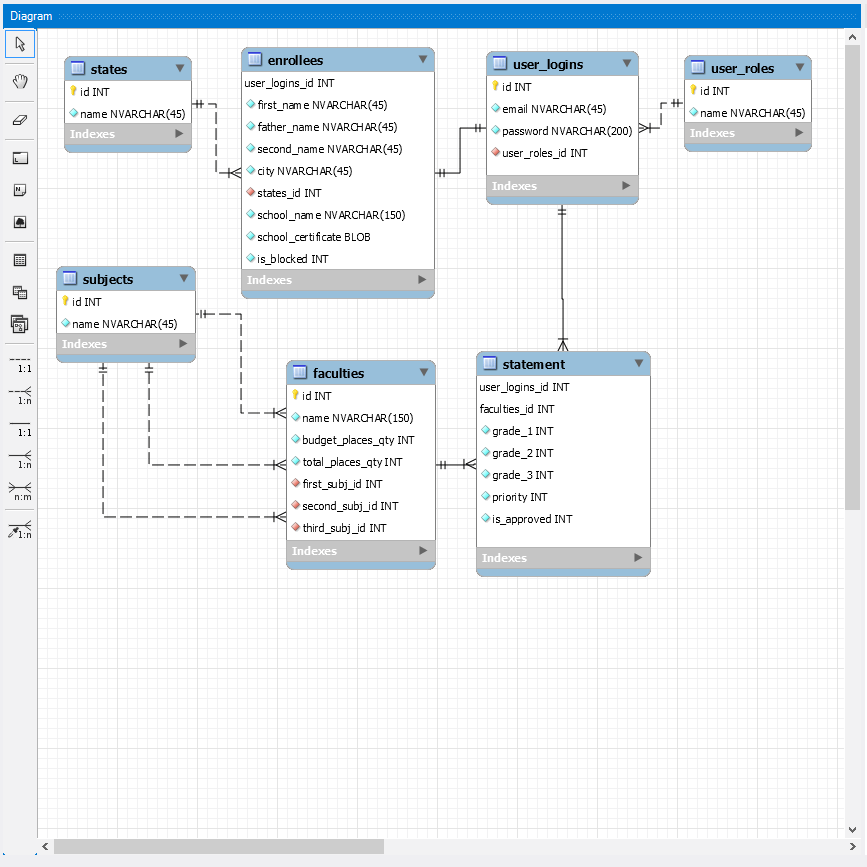 Diagram
states
id INT
name NVARCHAR(45)
Indexes
enrollees
user_logins_id INT
first_name NVARCHAR(45)
father_name NVARCHAR(45)
second_name NVARCHAR(45)
city NVARCHAR(45)
states_id INT
school_name NVARCHAR(150)
school_certificate BLOB
is_blocked INT
Indexes
user_logins
id INT
email NVARCHAR(45)
password NVARCHAR(200)
user_roles_id INT
Indexes
user_roles
id INT
name NVARCHAR(45)
Indexes
subjects
id INT
name NVARCHAR(45)
Indexes
faculties
id INT
name NVARCHAR(150)
budget_places_qty INT
total_places_qty INT
first_subj_id INT
second_subj_id INT
third_subj_id INT
Indexes
statement
user_logins_id INT
faculties_id INT
grade_1 INT
grade_2 INT
grade_3 INT
priority INT
is_approved INT
Indexes
1:1
1:n
1:1
1:n
n:m
1:n